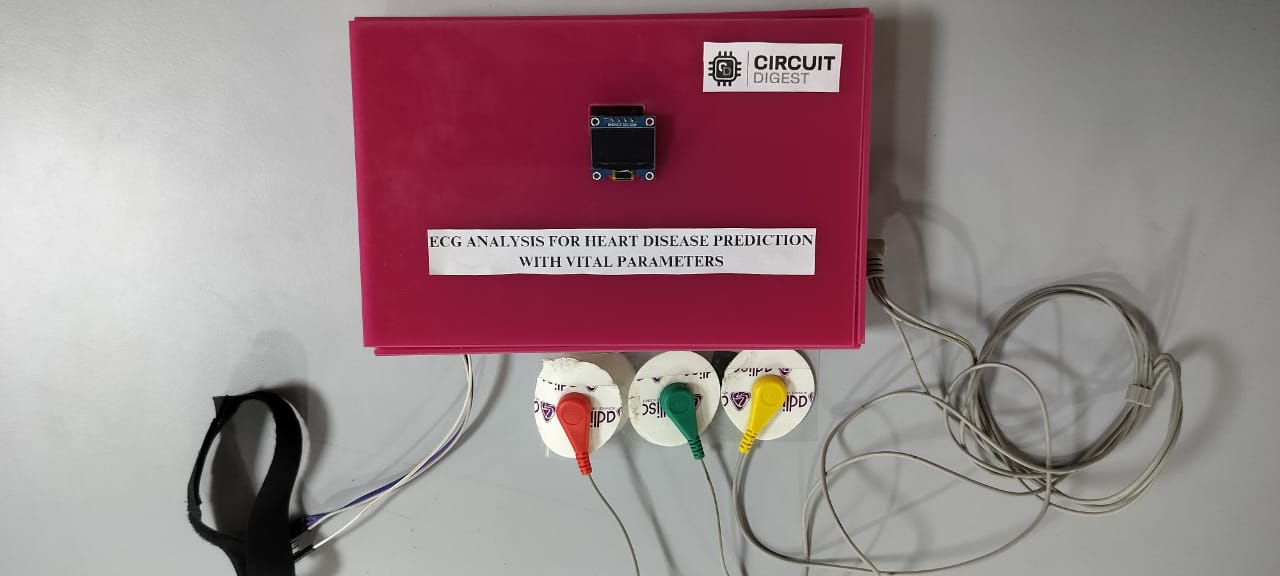 CIRCUIT
DIGEST
ECG ANALYSIS FOR HEART DISEASE PREDICTION
WITH VITAL PARAMETERS